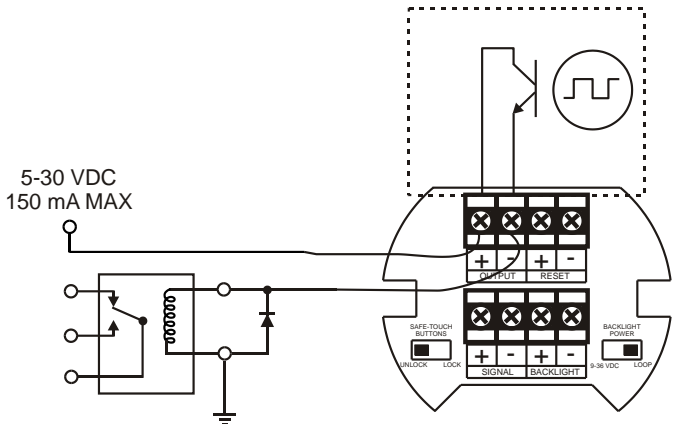 5-30 VDC
150 mA MAX
+ - + -
OUTPUT RESET
SAFE-TOUCH
BUTTONS
UNLOCK LOCK
+ - + -
SIGNAL BACKLIGHT
BACKLIGHT
POWER
9-36 VDC LOOP